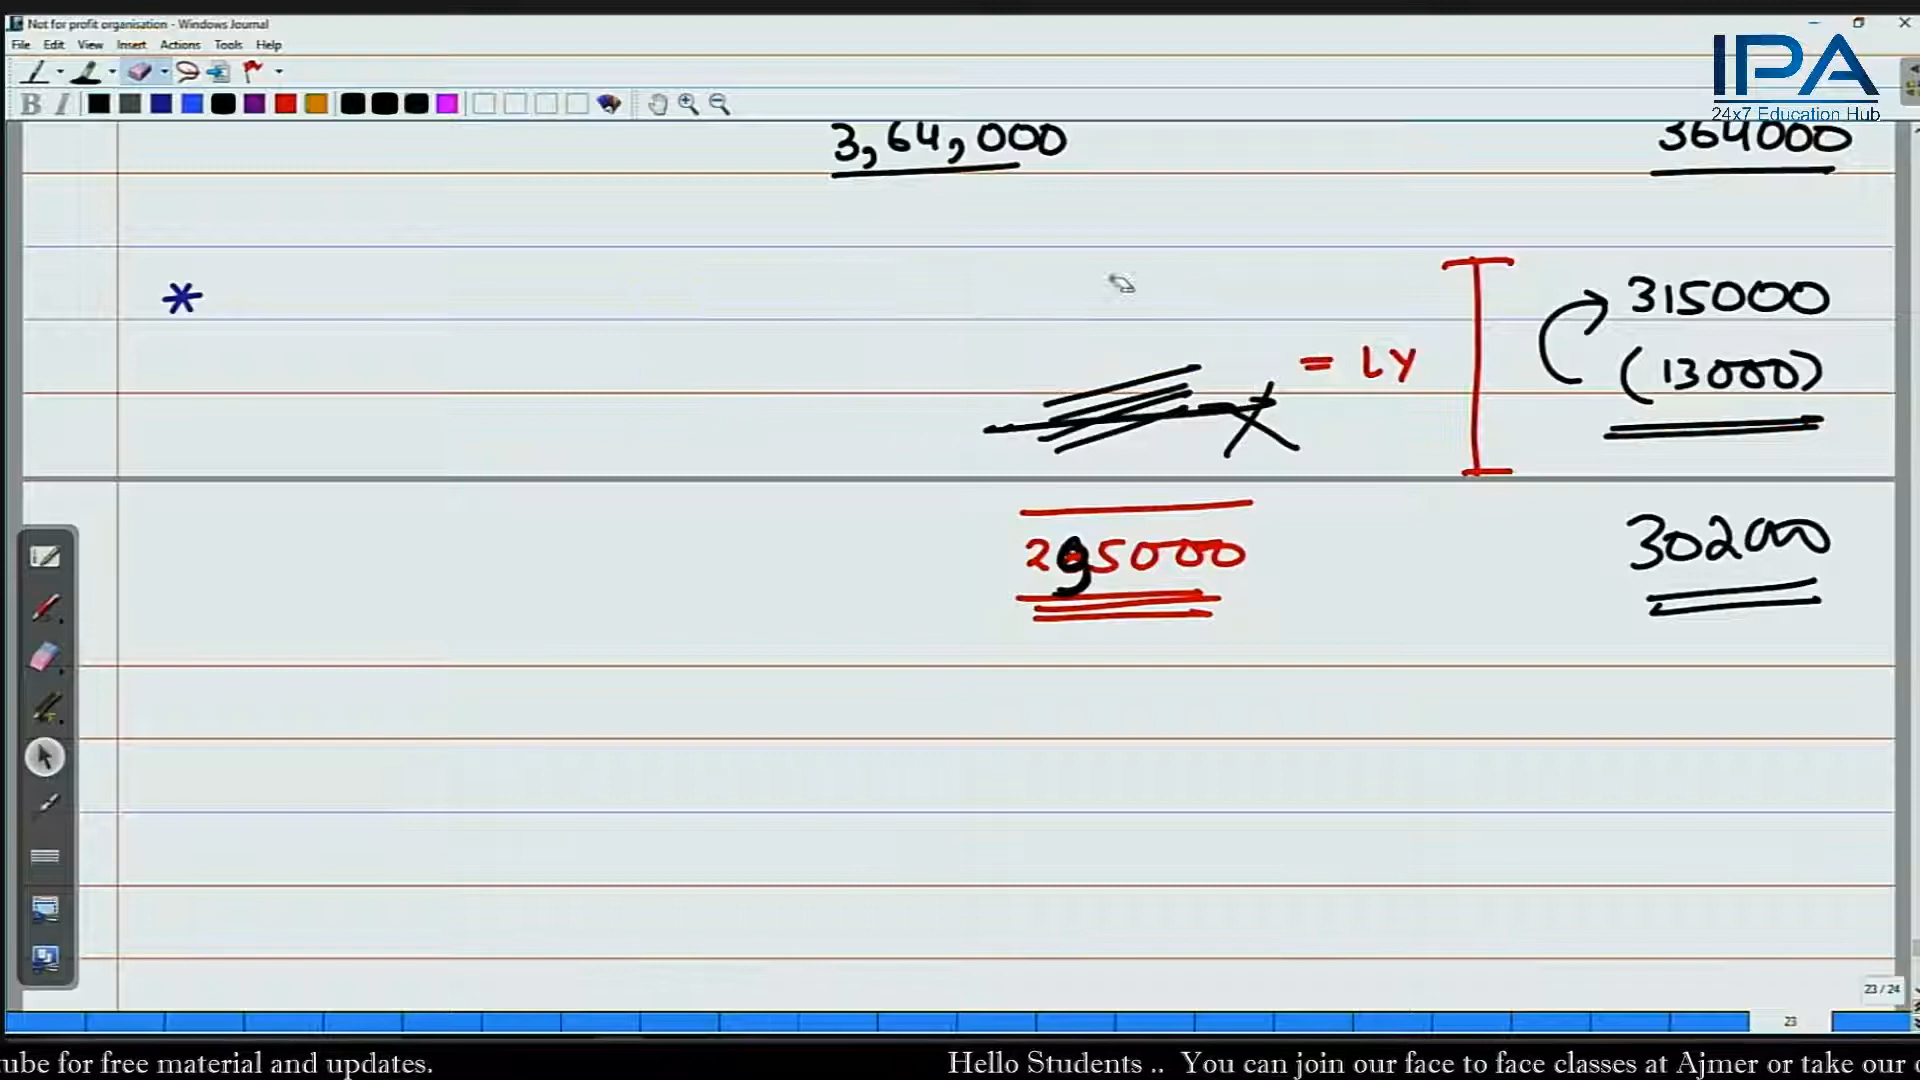 Not for profit organisation - Windows Journal
File Edit View Insert Actions Tools Help
B I
IPA
24x7 Education Hub
3,64,000 364000
* 315000
= LY (13000)
295000 302000
23 / 24
23
tube for free material and updates. Hello Students .. You can join our face to face classes at Ajmer or take our